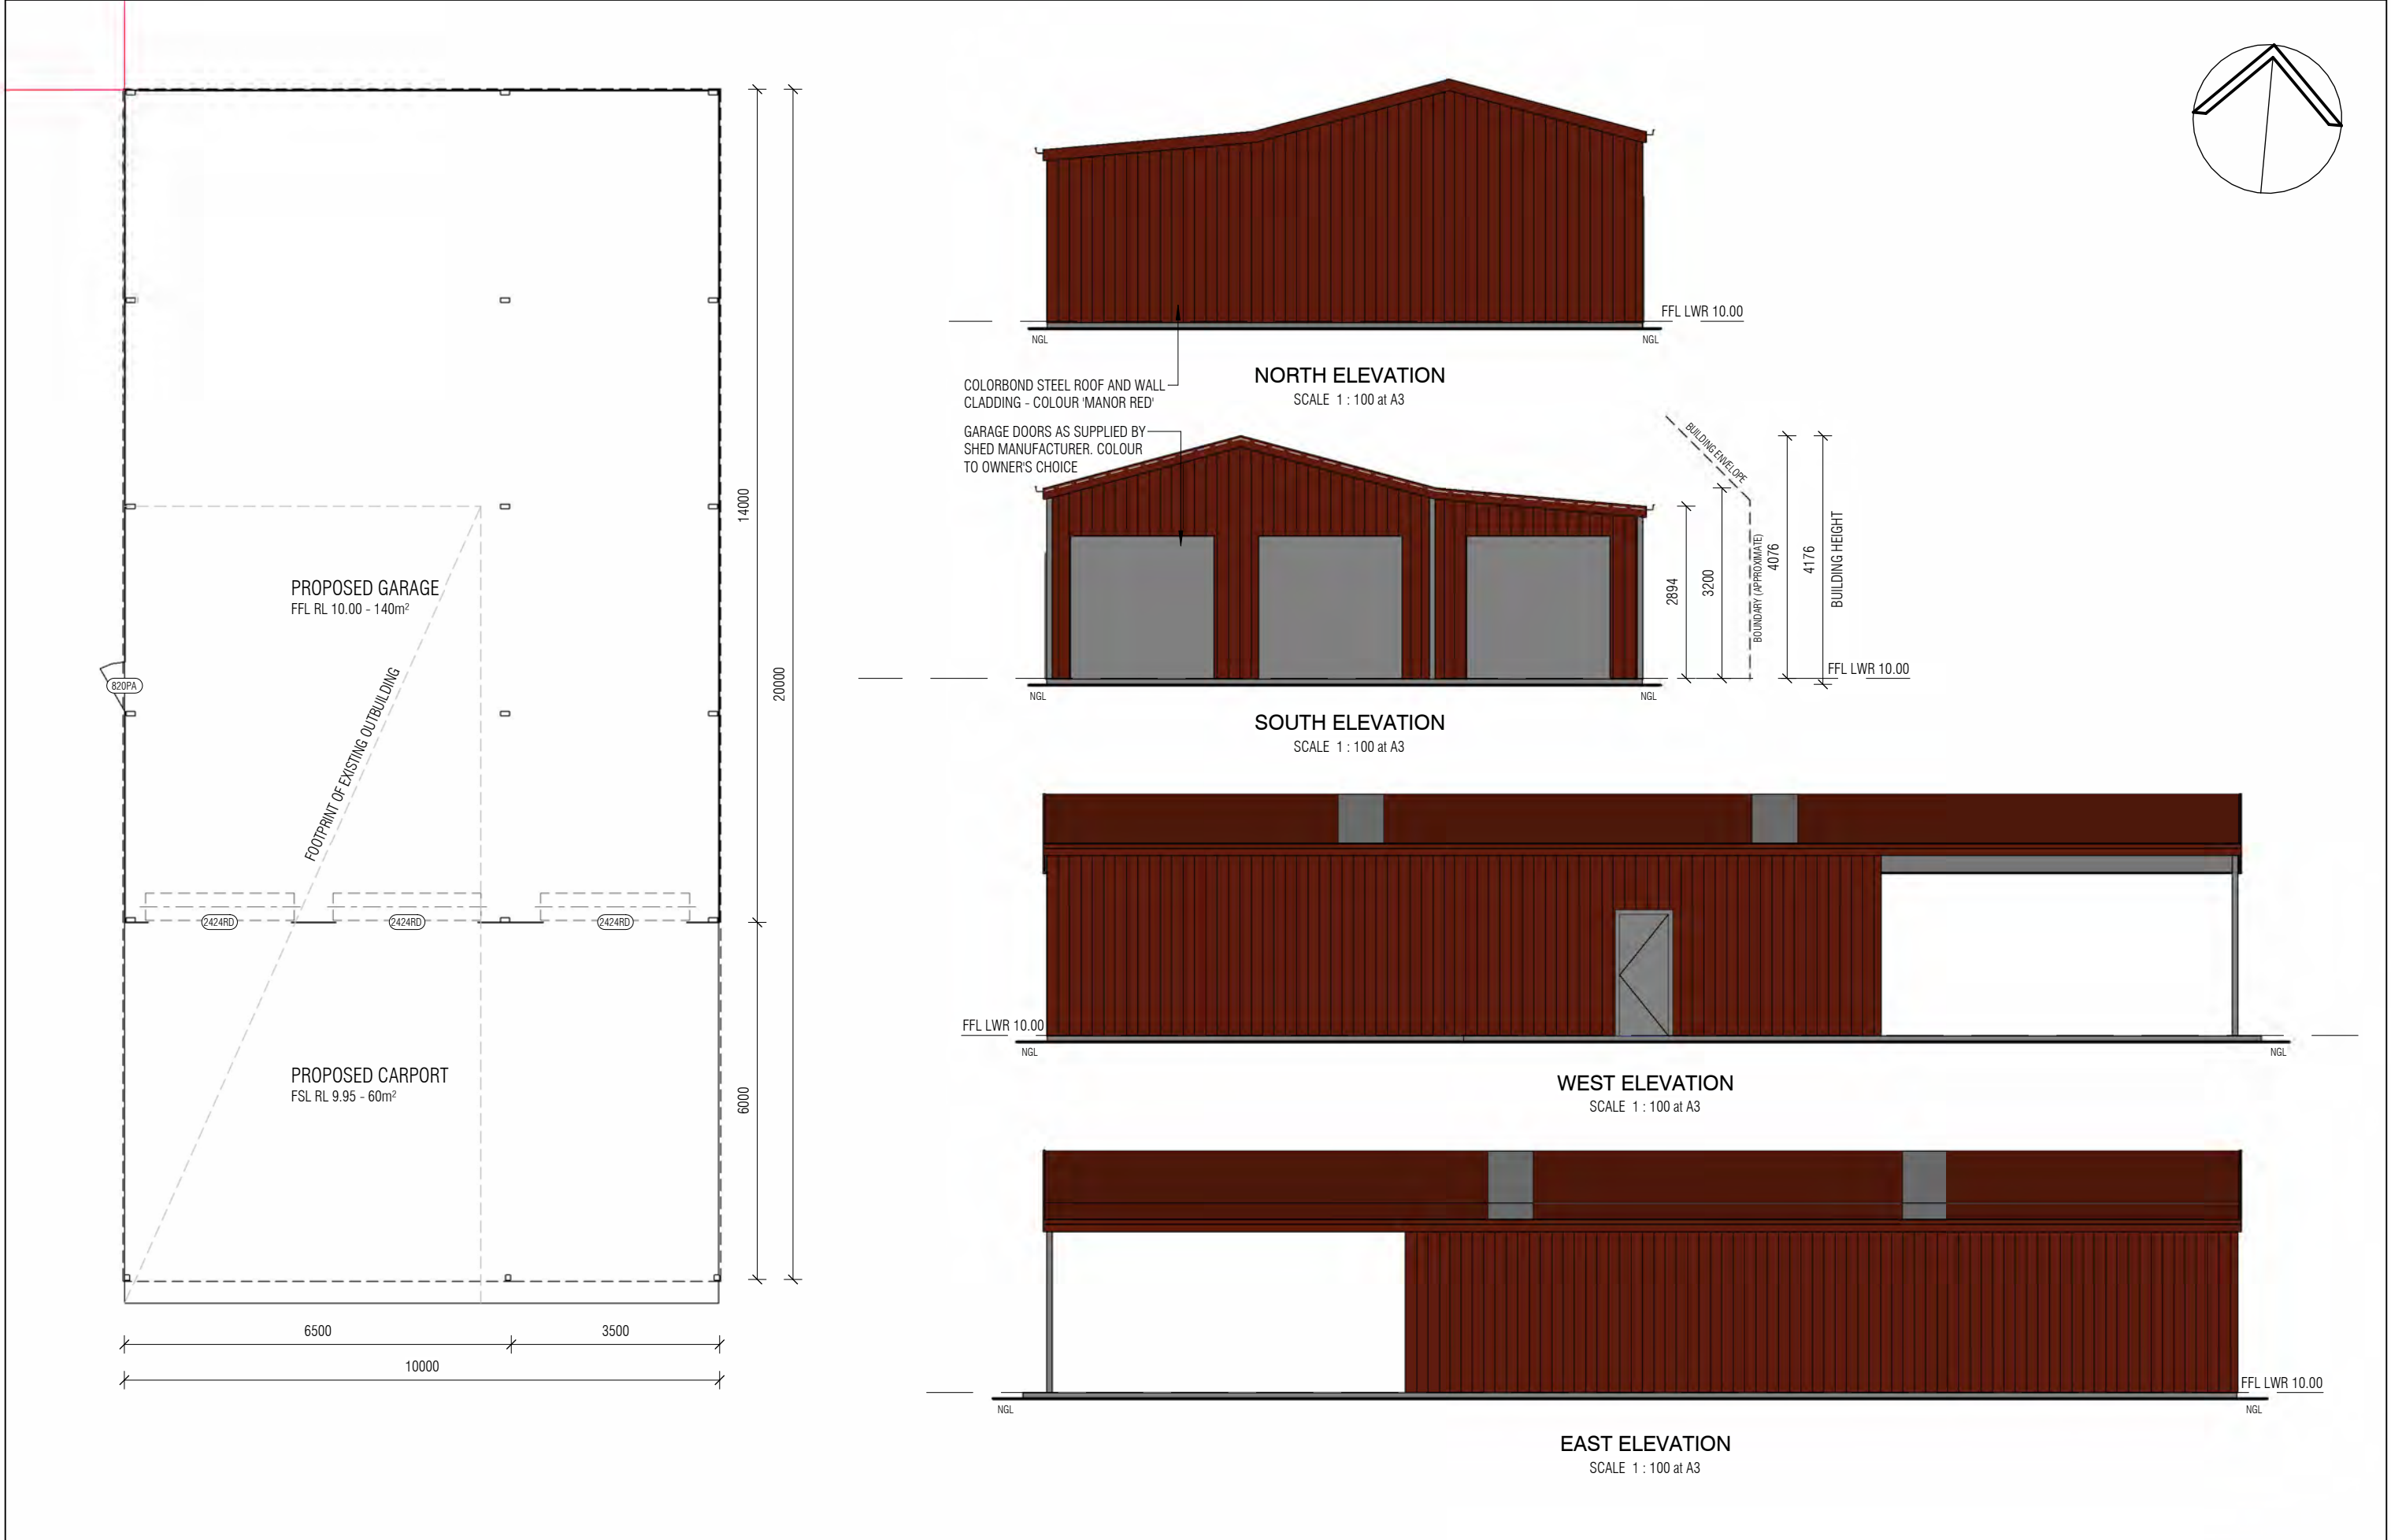 PROPOSED GARAGE
FFL RL 10.00 - 140m²
820PA
FOOTPRINT OF EXISTING OUTBUILDING
2424RD
2424RD
2424RD
PROPOSED CARPORT
FSL RL 9.95 - 60m²
14000
20000
6000
6500
3500
10000
FFL LWR 10.00
NGL
NGL
NORTH ELEVATION
SCALE 1 : 100 at A3
COLORBOND STEEL ROOF AND WALL
CLADDING - COLOUR 'MANOR RED'
GARAGE DOORS AS SUPPLIED BY
SHED MANUFACTURER. COLOUR
TO OWNER'S CHOICE
BUILDING ENVELOPE
2894
3200
BOUNDARY (APPROXIMATE)
4076
4176
BUILDING HEIGHT
FFL LWR 10.00
NGL
NGL
SOUTH ELEVATION
SCALE 1 : 100 at A3
FFL LWR 10.00
NGL
NGL
WEST ELEVATION
SCALE 1 : 100 at A3
FFL LWR 10.00
NGL
NGL
EAST ELEVATION
SCALE 1 : 100 at A3